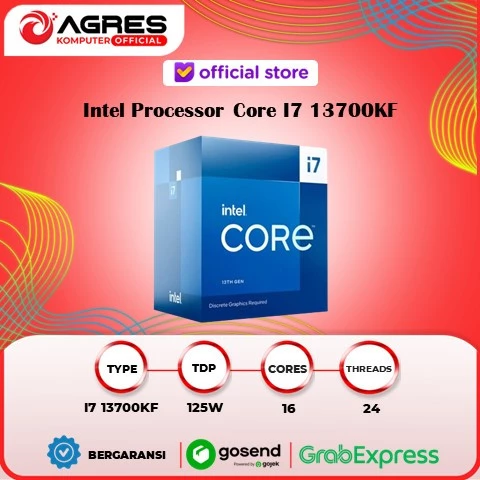 AGRES
KOMPUTER OFFICIAL
official store
Intel Processor Core I7 13700KF
i7
i7
intel
CORE
13TH GEN
Discrete Graphics Required
intel
TYPE
TDP
CORES
THREADS
I7 13700KF
125W
16
24
BERGARANSI
gosend
Powered by gojek
GrabExpress